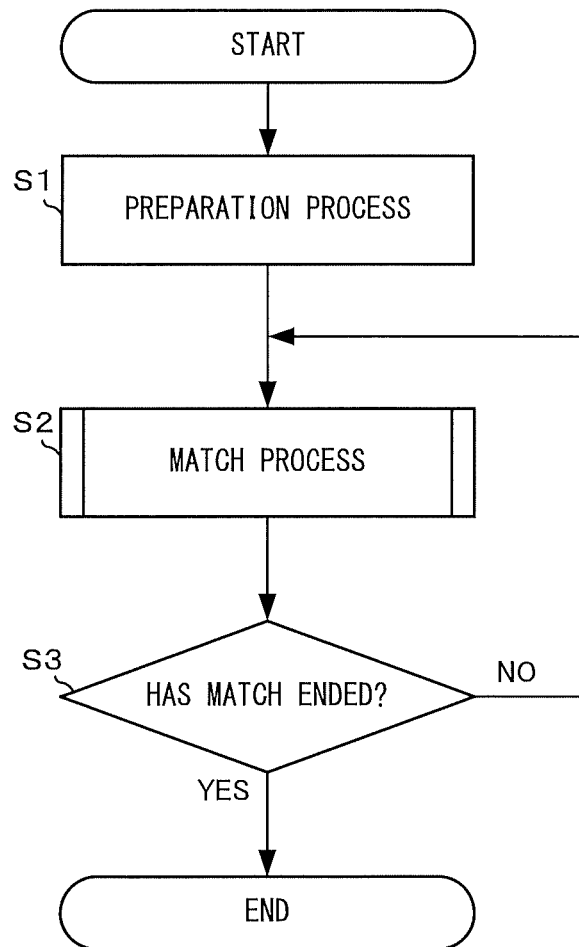 START
S1
PREPARATION PROCESS
S2
MATCH PROCESS
S3
HAS MATCH ENDED?
NO
YES
END